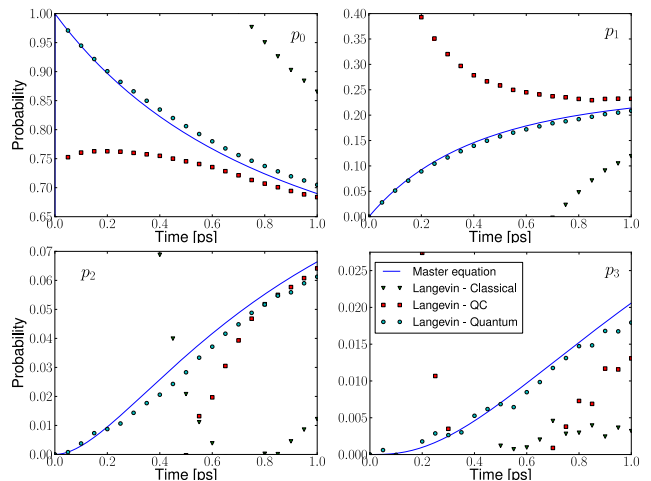 p0
Probability
1.00
0.95
0.90
0.85
0.80
0.75
0.70
0.65
0.0 0.2 0.4 0.6 0.8 1.0
Time [ps]
p1
0.40
0.35
0.30
0.25
0.20
0.15
0.10
0.05
0.00
0.0 0.2 0.4 0.6 0.8 1.0
Time [ps]
p2
Probability
0.07
0.06
0.05
0.04
0.03
0.02
0.01
0.00
0.0 0.2 0.4 0.6 0.8 1.0
Time [ps]
p3
0.025
0.020
0.015
0.010
0.005
0.000
Master equation
Langevin - Classical
Langevin - QC
Langevin - Quantum
0.0 0.2 0.4 0.6 0.8 1.0
Time [ps]